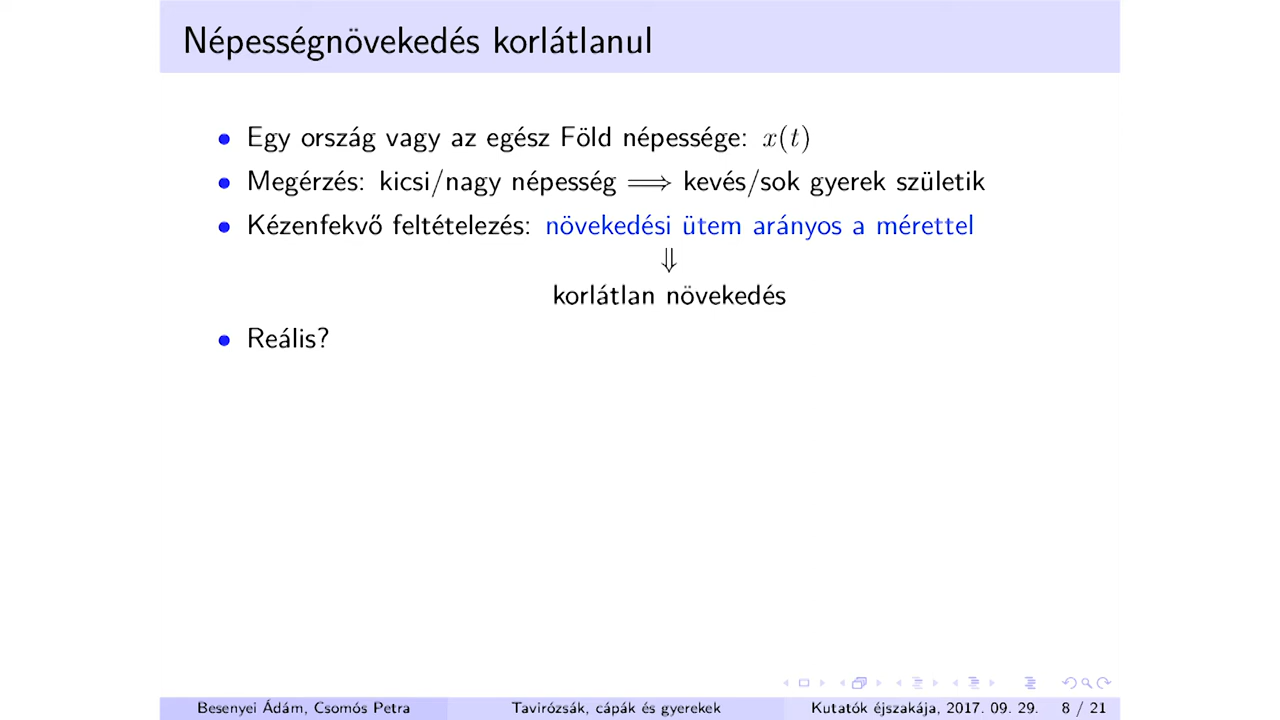 Népességnövekedés korlátlanul
• Egy ország vagy az egész Föld népessége: x(t)
• Megérzés: kicsi/nagy népesség ⟹ kevés/sok gyerek születik
• Kézenfekvő feltételezés: növekedési ütem arányos a mérettel
⇓
korlátlan növekedés
• Reális?
Besenyei Ádám, Csomós Petra Tavirózsák, cápák és gyerekek Kutatók éjszakája, 2017. 09. 29. 8 / 21